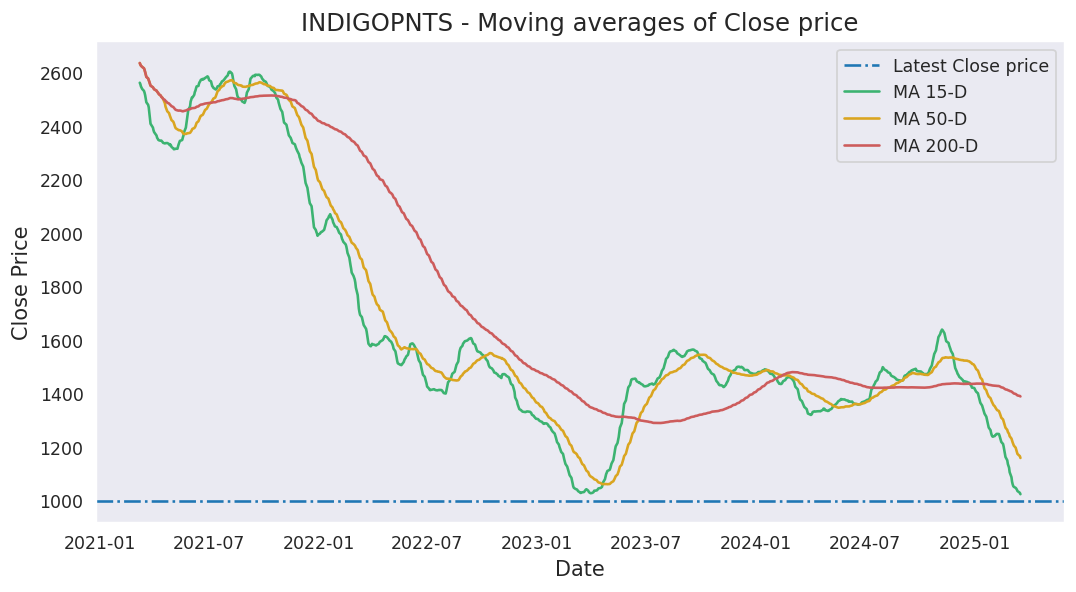 INDIGOPNTS - Moving averages of Close price
Latest Close price
MA 15-D
MA 50-D
MA 200-D
Close Price
2600
2400
2200
2000
1800
1600
1400
1200
1000
2021-01 2021-07 2022-01 2022-07 2023-01 2023-07 2024-01 2024-07 2025-01
Date